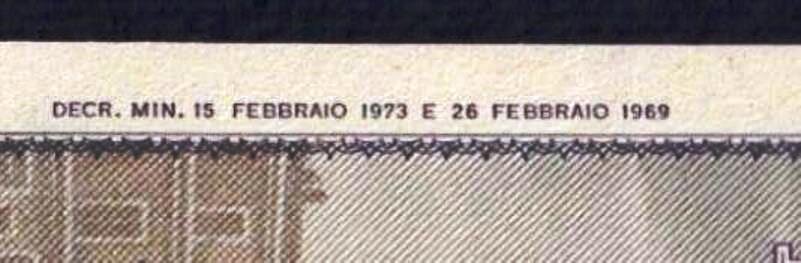 DECR. MIN. 15 FEBBRAIO 1973 E 26 FEBBRAIO 1969